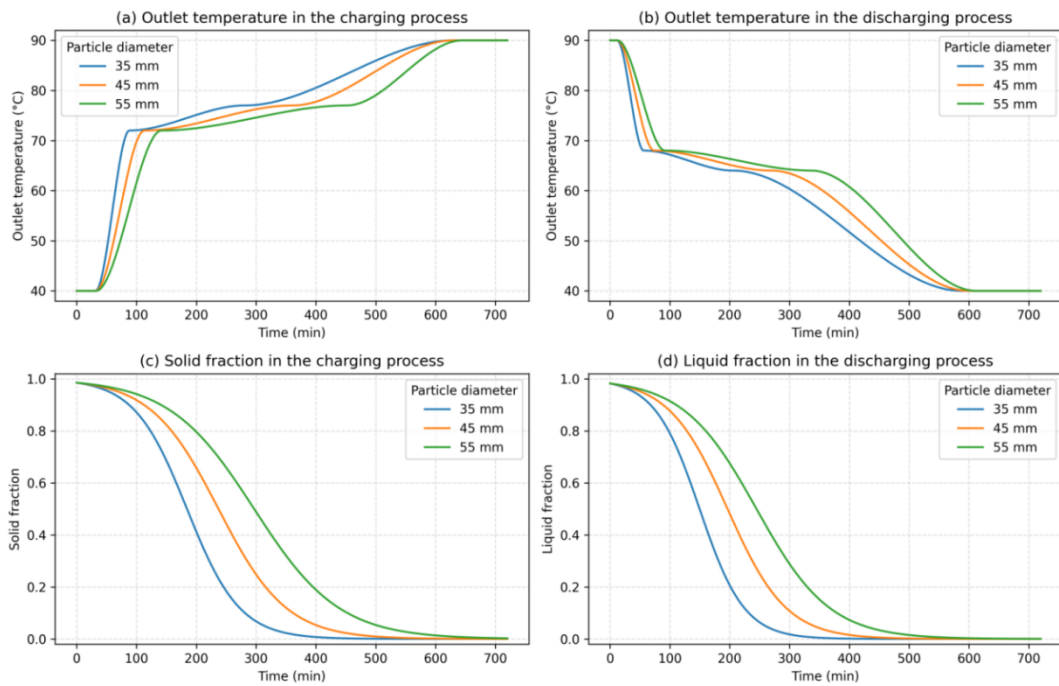 (a) Outlet temperature in the charging process
Outlet temperature (°C)
90
80
70
60
50
40
Particle diameter
35 mm
45 mm
55 mm
0 100 200 300 400 500 600 700
Time (min)
(b) Outlet temperature in the discharging process
Outlet temperature (°C)
90
80
70
60
50
40
Particle diameter
35 mm
45 mm
55 mm
0 100 200 300 400 500 600 700
Time (min)
(c) Solid fraction in the charging process
Solid fraction
1.0
0.8
0.6
0.4
0.2
0.0
Particle diameter
35 mm
45 mm
55 mm
0 100 200 300 400 500 600 700
Time (min)
(d) Liquid fraction in the discharging process
Liquid fraction
1.0
0.8
0.6
0.4
0.2
0.0
Particle diameter
35 mm
45 mm
55 mm
0 100 200 300 400 500 600 700
Time (min)